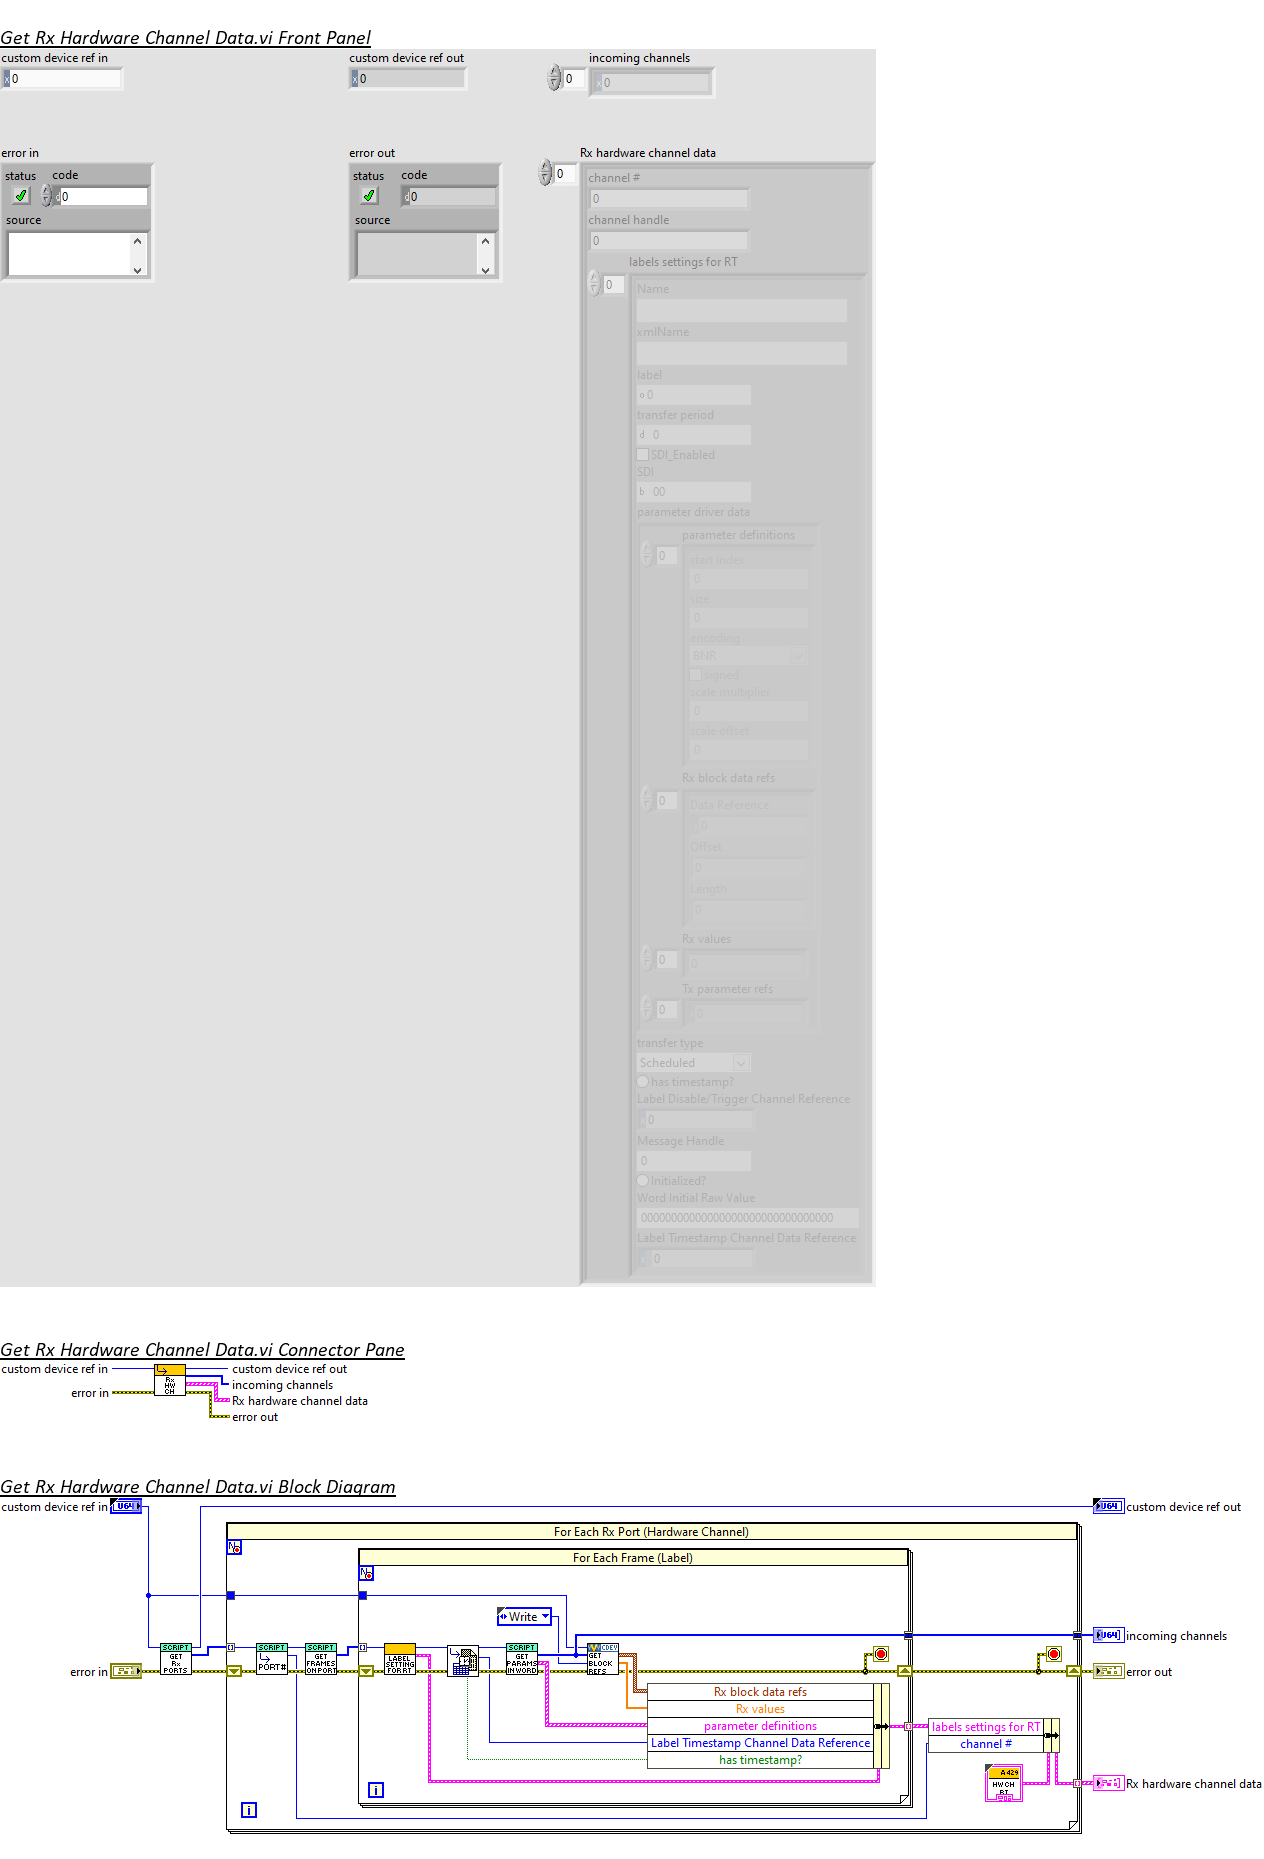 Get Rx Hardware Channel Data.vi Front Panel
custom device ref in
custom device ref out
incoming channels
x 0
x 0
0
x 0
error in
error out
Rx hardware channel data
status code
status code
0
d 0
d 0
source
source
channel #
0
channel handle
0
labels settings for RT
0
Name
xmlName
label
o 0
transfer period
d 0
SDI_Enabled
SDI
b 00
parameter driver data
parameter definitions
0
start index
0
size
0
encoding
BNR
signed
scale-multiplier
0
scale-offset
0
Rx block data refs
0
Data Reference
0
Offset
0
Length
0
Rx values
0
0
Tx parameter refs
0
0
transfer type
Scheduled
has timestamp?
Label Disable/Trigger Channel Reference
x 0
Message Handle
0
Initialized?
Word Initial Raw Value
00000000000000000000000000000000
Label Timestamp Channel Data Reference
x 0
Get Rx Hardware Channel Data.vi Connector Pane
custom device ref in
custom device ref out
Rx
HW
CH
incoming channels
error in
Rx hardware channel data
error out
Get Rx Hardware Channel Data.vi Block Diagram
custom device ref in
U64
U64
custom device ref out
For Each Rx Port (Hardware Channel)
N
For Each Frame (Label)
N
Write
SCRIPT
GET
Rx
PORTS
SCRIPT
PORT#
SCRIPT
GET
FRAMES
ON PORT
LABEL
SETTING
FOR RT
SCRIPT
GET
PARAMS
IN WORD
CDEV
GET
BLOCK
REFS
U64
incoming channels
error in
error out
Rx block data refs
Rx values
parameter definitions
Label Timestamp Channel Data Reference
has timestamp?
labels settings for RT
channel #
A429
HW CH
RT
Rx hardware channel data
i
i